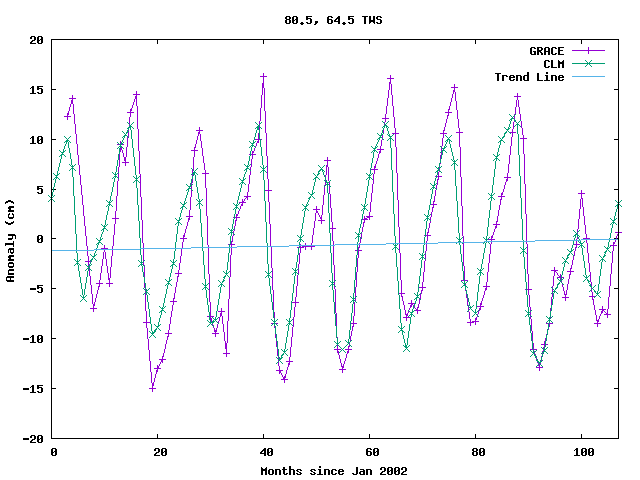 80.5, 64.5 TWS
GRACE
CLM
Trend Line
20
15
10
5
0
-5
-10
-15
-20
Anomaly (cm)
0 20 40 60 80 100
Months since Jan 2002